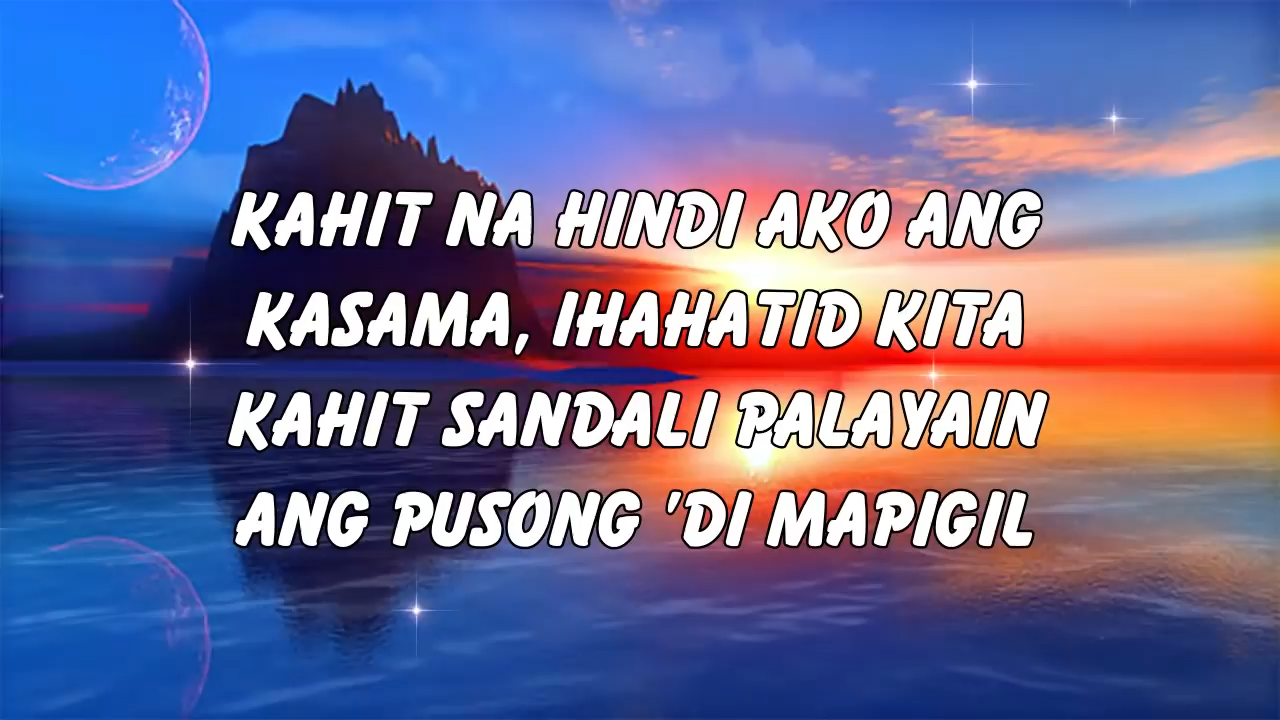 KAHIT NA HINDI AKO ANG
KASAMA, IHAHATID KITA
KAHIT SANDALI PALAYAIN
ANG PUSONG 'DI MAPIGIL